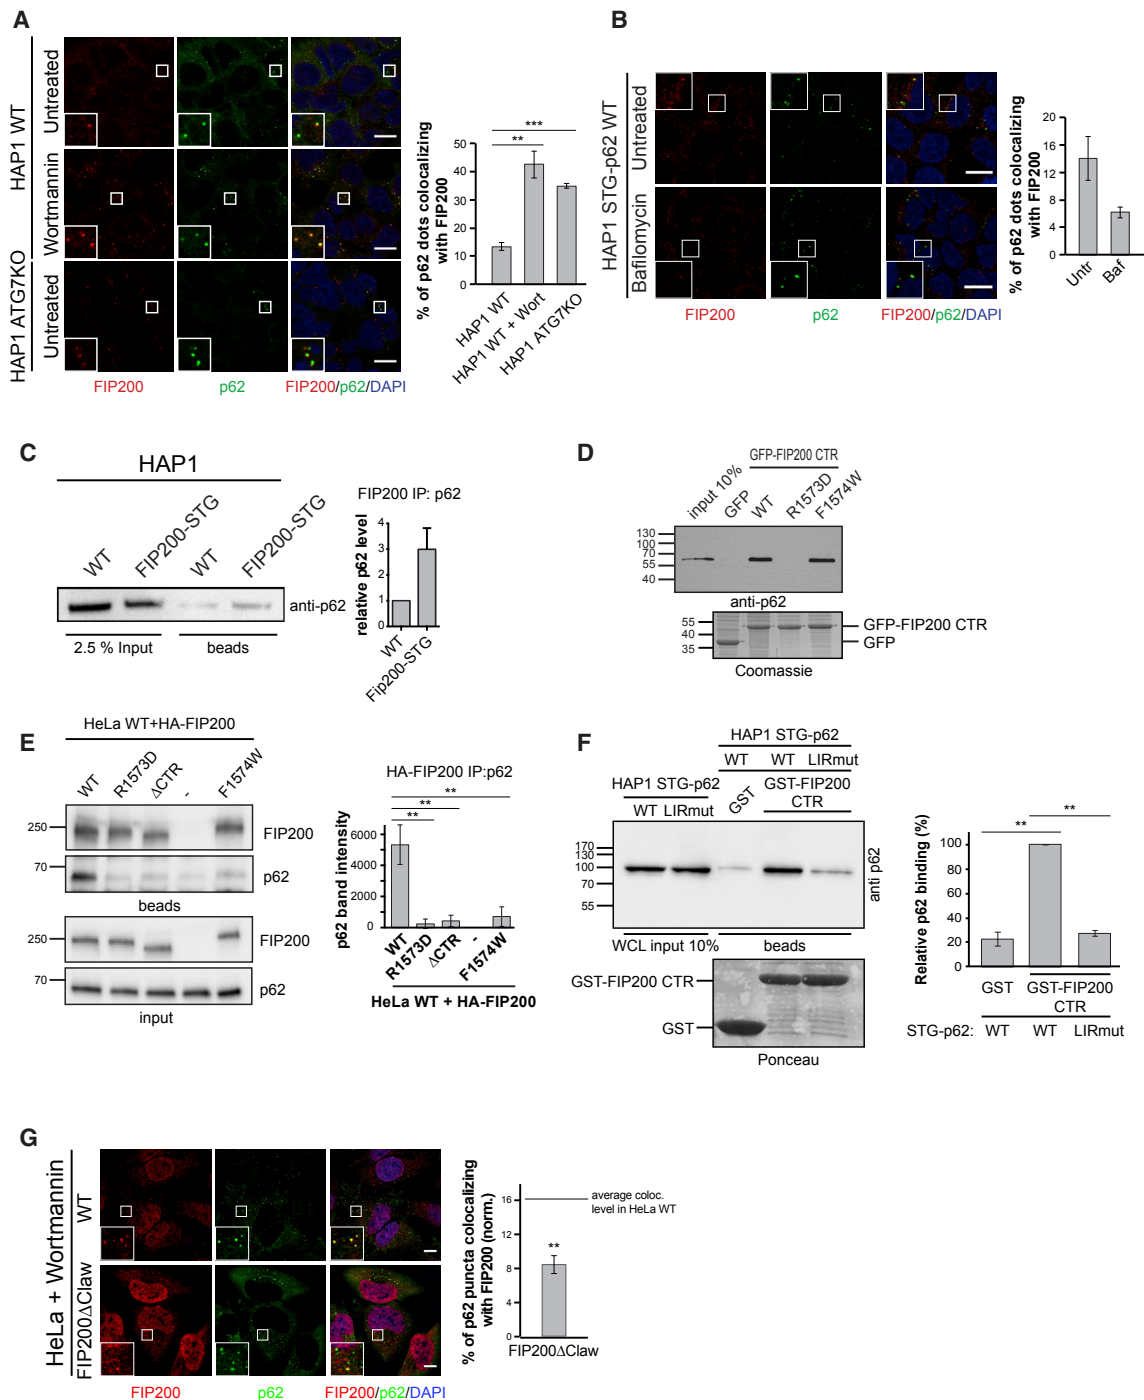 A
HAP1 WT
HAP1 ATG7KO
Untreated
Wortmannin
Untreated
FIP200
p62
FIP200/p62/DAPI
% of p62 dots colocalizing
with FIP200
50
40
30
20
10
0
**
***
HAP1 WT
HAP1 WT + Wort
HAP1 ATG7KO
B
HAP1 STG-p62 WT
Untreated
Bafilomycin
FIP200
p62
FIP200/p62/DAPI
% of p62 dots colocalizing
with FIP200
20
15
10
5
0
Untr
Baf
C
HAP1
WT
FIP200-STG
WT
FIP200-STG
anti-p62
2.5 % Input
beads
FIP200 IP: p62
relative p62 level
5
4
3
2
1
0
WT
Fip200-STG
D
GFP-FIP200 CTR
input 10%
GFP
WT
R1573D
F1574W
130
100
70
55
40
anti-p62
55
40
35
GFP-FIP200 CTR
GFP
Coomassie
E
HeLa WT+HA-FIP200
WT
R1573D
ΔCTR
-
F1574W
250
FIP200
70
p62
beads
250
FIP200
70
p62
input
HA-FIP200 IP:p62
**
**
**
p62 band intensity
6000
4000
2000
0
WT
R1573D
ΔCTR
-
F1574W
HeLa WT + HA-FIP200
F
HAP1 STG-p62
WT
WT
LIRmut
HAP1 STG-p62
GST-FIP200
CTR
WT
LIRmut
GST
170
130
100
70
55
anti p62
WCL input 10%
beads
GST-FIP200 CTR
GST
Ponceau
Relative p62 binding (%)
100
80
60
40
20
0
**
**
GST
GST-FIP200
CTR
STG-p62:
WT
WT
LIRmut
G
HeLa + Wortmannin
WT
FIP200ΔClaw
FIP200
p62
FIP200/p62/DAPI
% of p62 puncta colocalizing
with FIP200 (norm.)
16
12
8
4
0
average coloc.
level in HeLa WT
**
FIP200ΔClaw